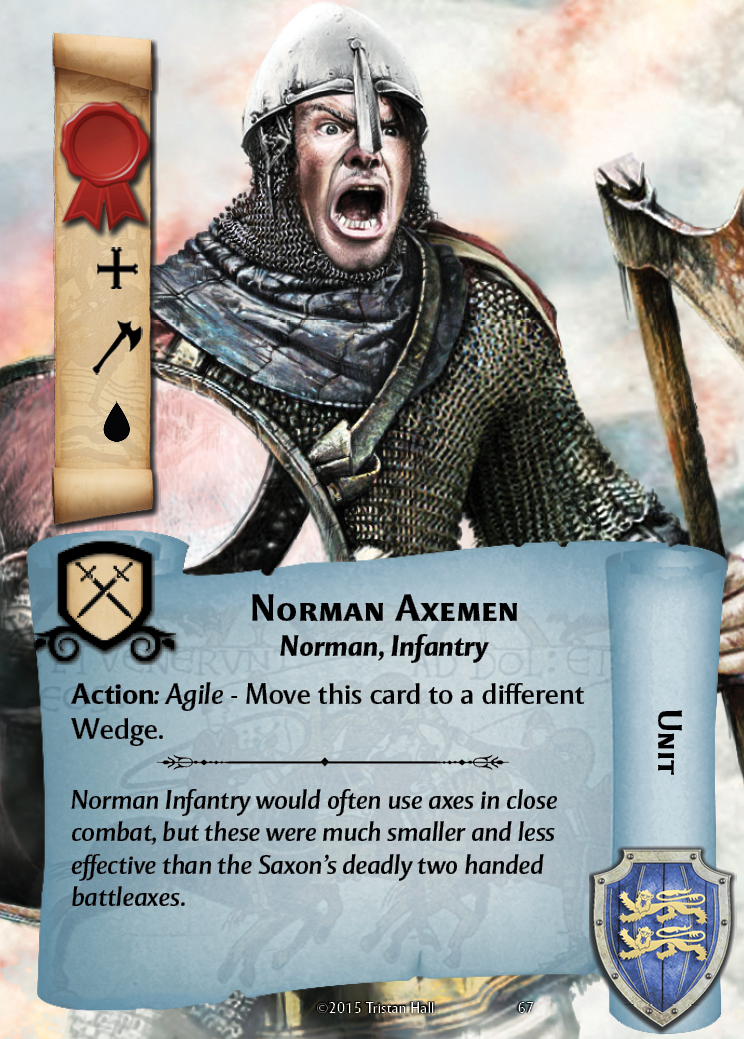 Norman Axemen
Norman, Infantry
Action: Agile - Move this card to a different
Wedge.
Norman Infantry would often use axes in close
combat, but these were much smaller and less
effective than the Saxon's deadly two handed
battleaxes.
Unit
©2015 Tristan Hall
67